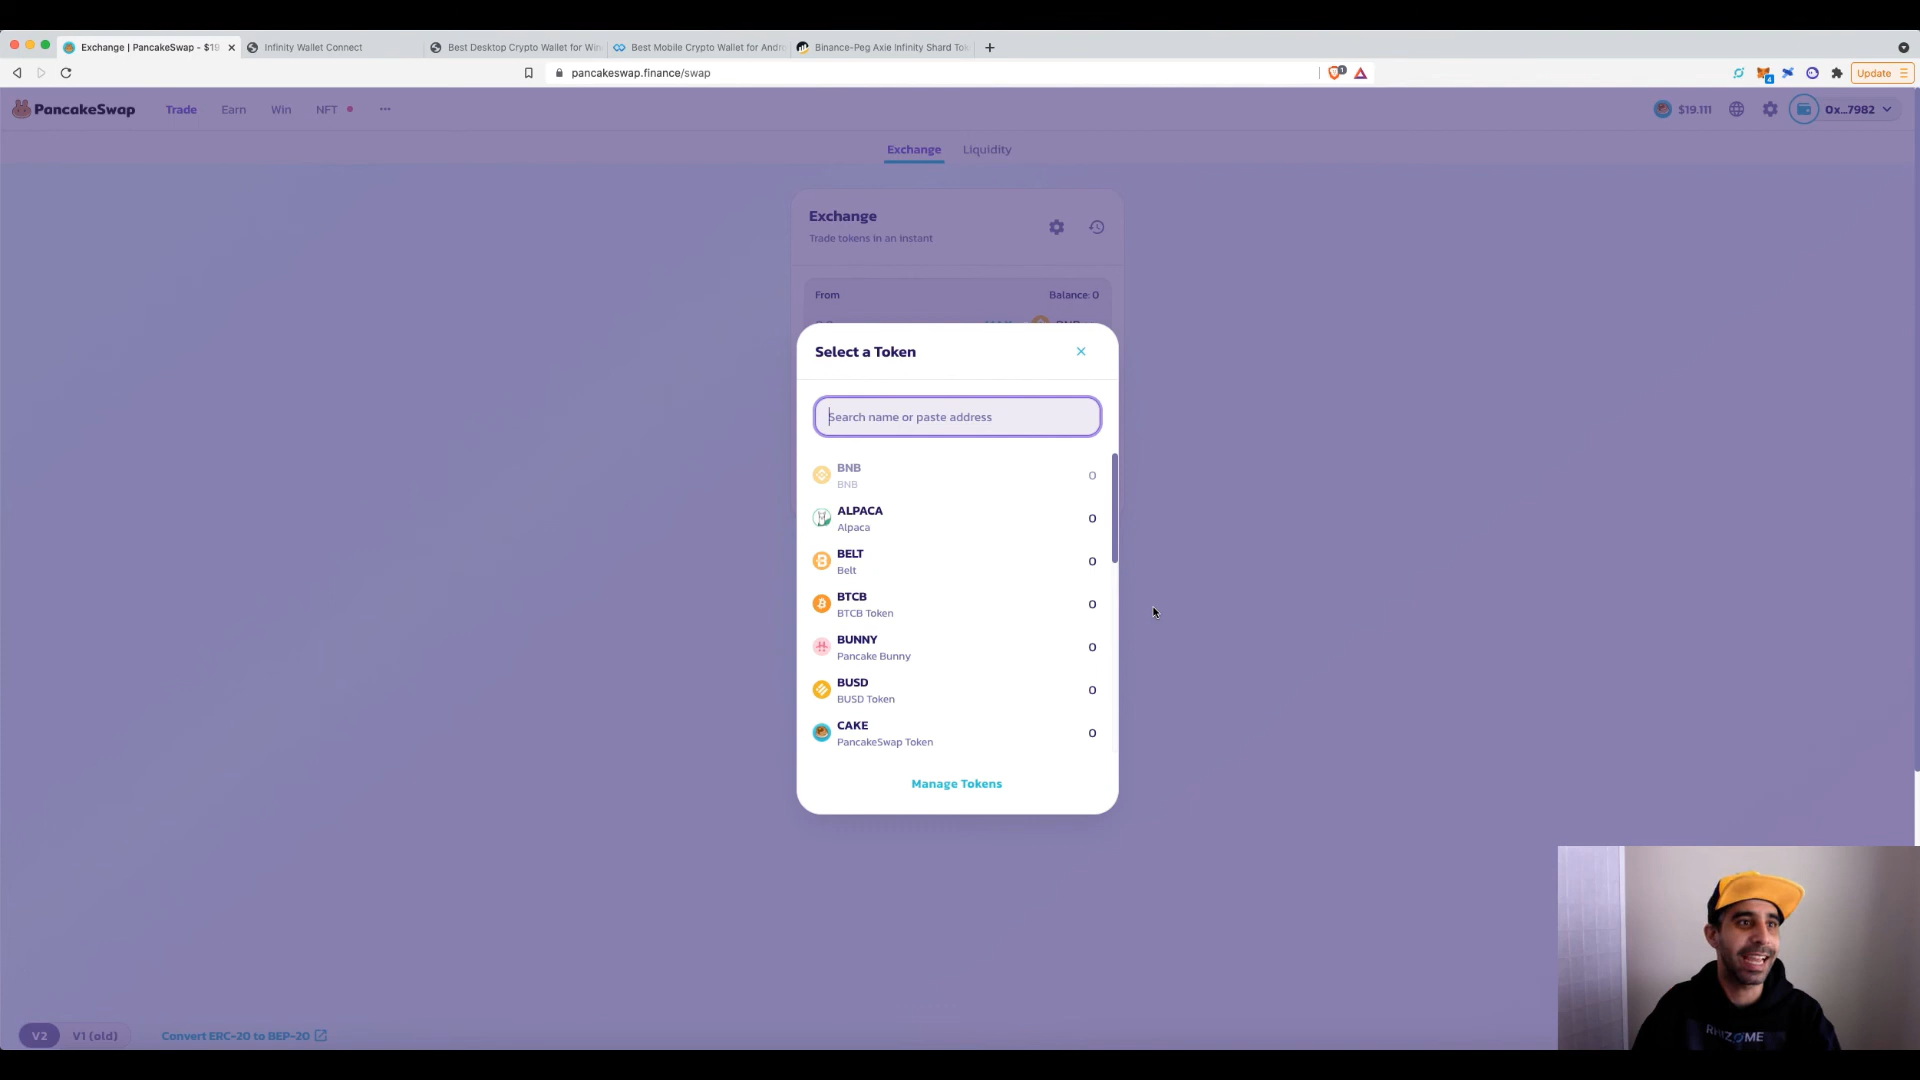 Exchange | PancakeSwap - $19
Infinity Wallet Connect
Best Desktop Crypto Wallet for Win
Best Mobile Crypto Wallet for Andr
Binance-Peg Axie Infinity Shard Tok
pancakeswap.finance/swap
1
4
Update
PancakeSwap
Trade
Earn
Win
NFT
$19.111
0x...7982
Exchange
Liquidity
Exchange
Trade tokens in an instant
From
Balance: 0
Select a Token
Search name or paste address
BNB
BNB
0
ALPACA
Alpaca
0
BELT
Belt
0
BTCB
BTCB Token
0
BUNNY
Pancake Bunny
0
BUSD
BUSD Token
0
CAKE
PancakeSwap Token
0
Manage Tokens
V2
V1 (old)
Convert ERC-20 to BEP-20
RHIZOME